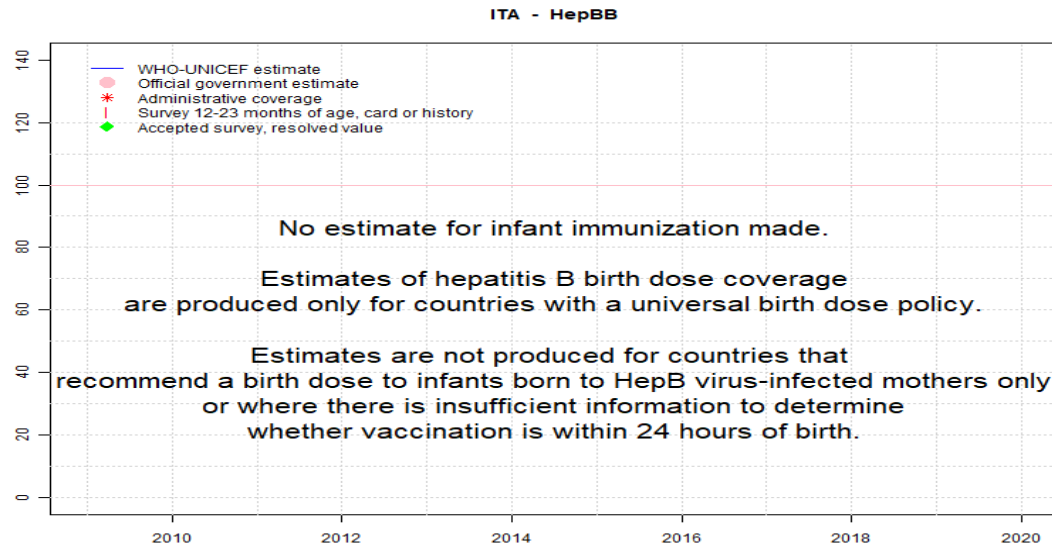 ITA - HepBB
140
120
100
80
60
40
20
0
WHO-UNICEF estimate
Official government estimate
Administrative coverage
Survey 12-23 months of age, card or history
Accepted survey, resolved value
No estimate for infant immunization made.
Estimates of hepatitis B birth dose coverage
are produced only for countries with a universal birth dose policy.
Estimates are not produced for countries that
recommend a birth dose to infants born to HepB virus-infected mothers only
or where there is insufficient information to determine
whether vaccination is within 24 hours of birth.
2010 2012 2014 2016 2018 2020